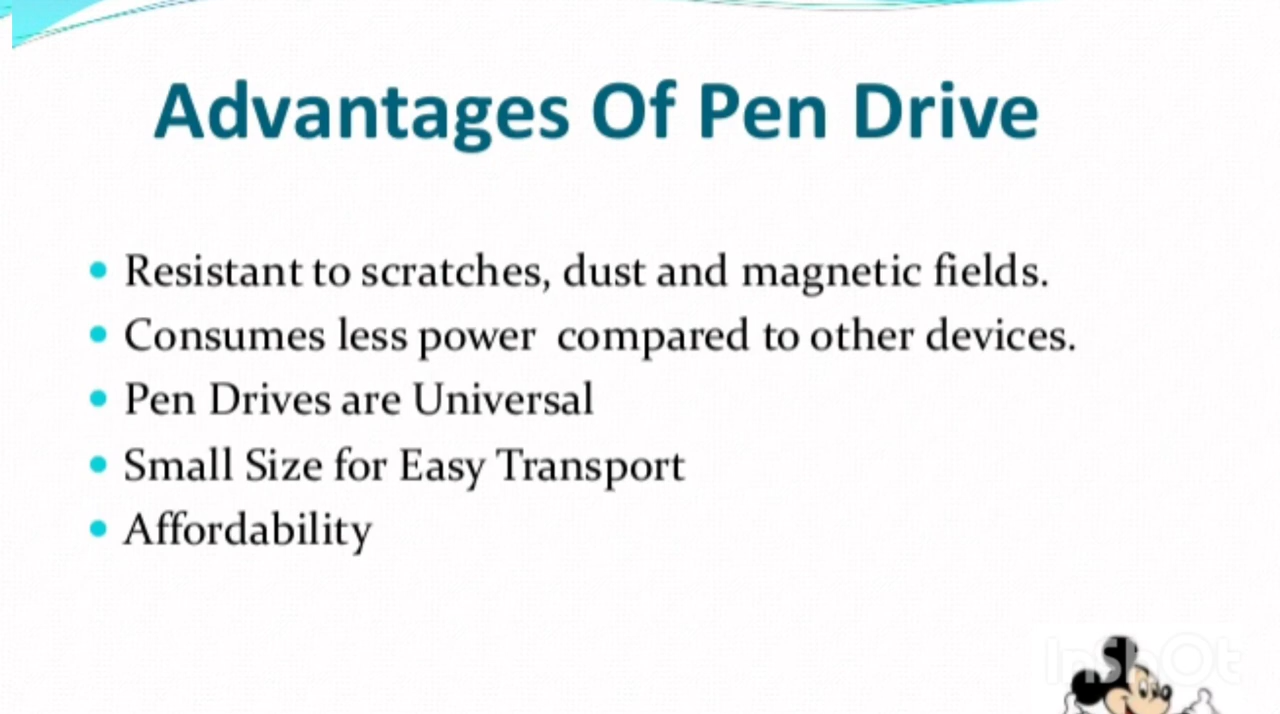 Advantages Of Pen Drive
Resistant to scratches, dust and magnetic fields.
Consumes less power compared to other devices.
Pen Drives are Universal
Small Size for Easy Transport
Affordability
InShOt